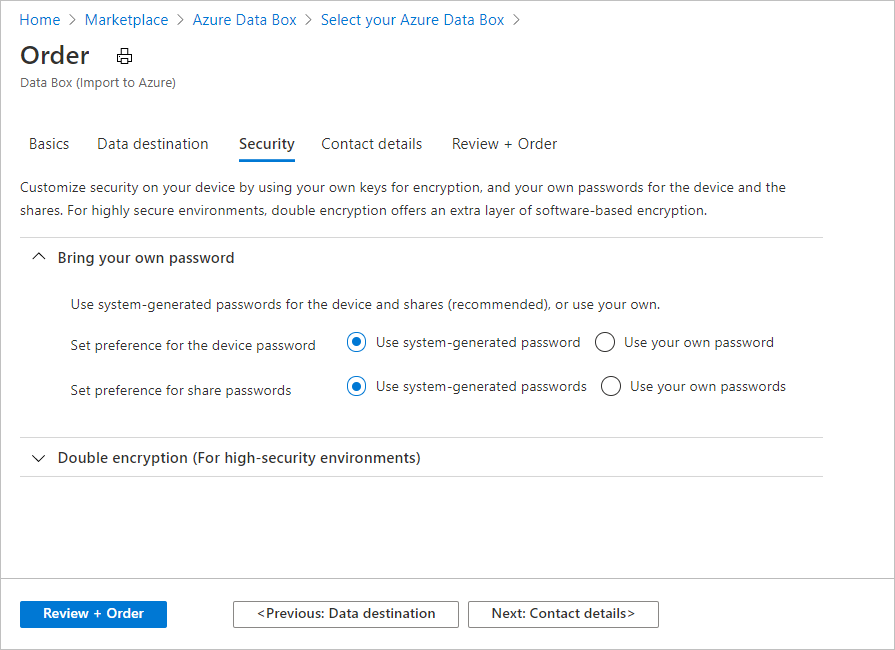 Home > Marketplace > Azure Data Box > Select your Azure Data Box >
Order
Data Box (Import to Azure)
Basics Data destination Security Contact details Review + Order
Customize security on your device by using your own keys for encryption, and your own passwords for the device and the
shares. For highly secure environments, double encryption offers an extra layer of software-based encryption.
Bring your own password
Use system-generated passwords for the device and shares (recommended), or use your own.
Set preference for the device password Use system-generated password Use your own password
Set preference for share passwords Use system-generated passwords Use your own passwords
Double encryption (For high-security environments)
Review + Order <Previous: Data destination Next: Contact details>